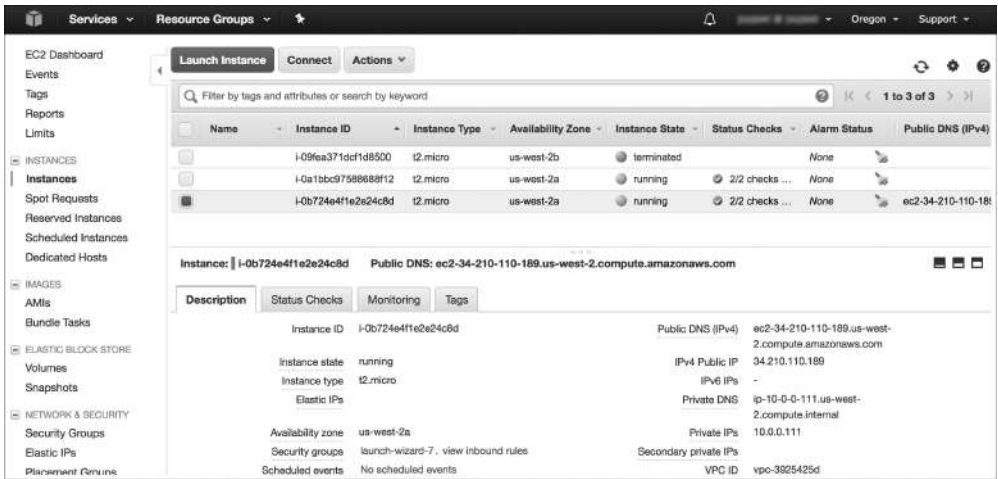 Services Resource Groups Oregon Support
EC2 Dashboard
Events
Tags
Reports
Limits
INSTANCES
Instances
Spot Requests
Reserved Instances
Scheduled Instances
Dedicated Hosts
IMAGES
AMIs
Bundle Tasks
ELASTIC BLOCK STORE
Volumes
Snapshots
NETWORK & SECURITY
Security Groups
Elastic IPs
Placement Groups
Launch Instance Connect Actions
Filter by tags and attributes or search by keyword 1 to 3 of 3
Name Instance ID Instance Type Availability Zone Instance State Status Checks Alarm Status Public DNS (IPv4)
i-09fea371dcf1d8500 t2.micro us-west-2b terminated None
i-0a1bbc97588688f12 t2.micro us-west-2a running 2/2 checks ... None
i-0b724e4f1e2e24c8d t2.micro us-west-2a running 2/2 checks ... None ec2-34-210-110-189
Instance: i-0b724e4f1e2e24c8d Public DNS: ec2-34-210-110-189.us-west-2.compute.amazonaws.com
Description Status Checks Monitoring Tags
Instance ID i-0b724e4f1e2e24c8d
Instance state running
Instance type t2.micro
Elastic IPs
Availability zone us-west-2a
Security groups launch-wizard-7. view inbound rules
Scheduled events No scheduled events
Public DNS (IPv4) ec2-34-210-110-189.us-west-
2.compute.amazonaws.com
IPv4 Public IP 34.210.110.189
IPv6 IPs -
Private DNS ip-10-0-0-111.us-west-
2.compute.internal
Private IPs 10.0.0.111
Secondary private IPs
VPC ID vpc-3925425d